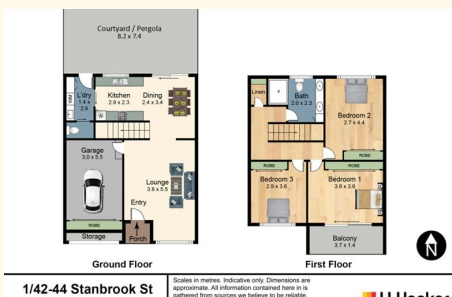 Courtyard / Pergola
8.2 x 7.4
L'dry
1.4 x
2.9
Kitchen
2.9 x 2.3
Dining
2.4 x 3.4
Garage
3.0 x 5.5
Lounge
3.8 x 5.5
Entry
ROBE
Storage
Porch
Ground Floor
Linen
Bath
2.0 x 2.3
Bedroom 2
2.7 x 4.4
ROBE
ROBE
ROBE
Bedroom 3
2.9 x 3.6
Bedroom 1
3.8 x 3.6
Balcony
3.7 x 1.4
First Floor
N
1/42-44 Stanbrook St
Scales in metres. Indicative only. Dimensions are
approximate. All information contained here in is
gathered from sources we believe to be reliable.